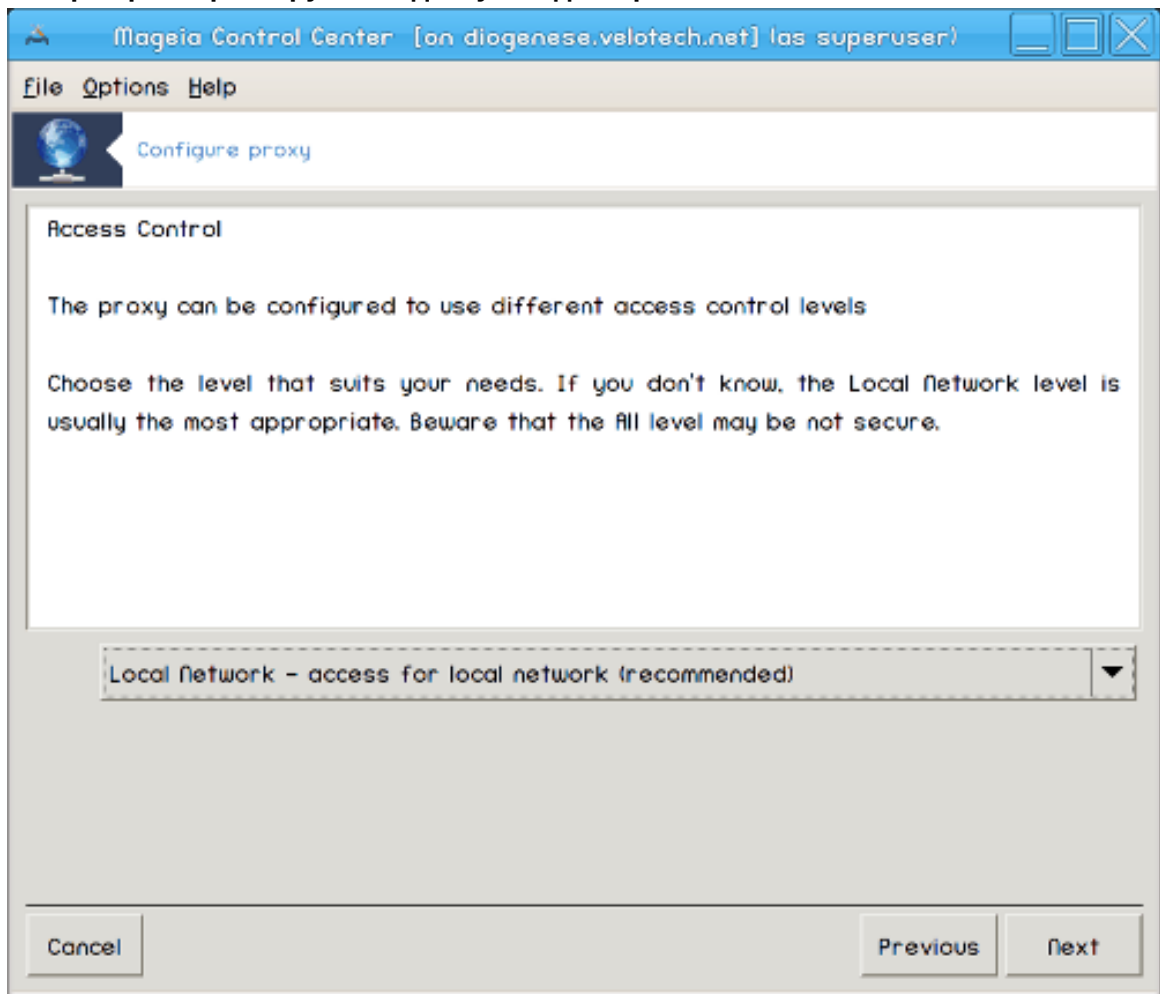 Mageia Control Center [on diogenese.velotech.net] (as superuser)
File Options Help
Configure proxy
Access Control
The proxy can be configured to use different access control levels
Choose the level that suits your needs. If you don't know, the Local Network level is
usually the most appropriate. Beware that the All level may be not secure.
Local Network - access for local network (recommended)
Cancel Previous Next